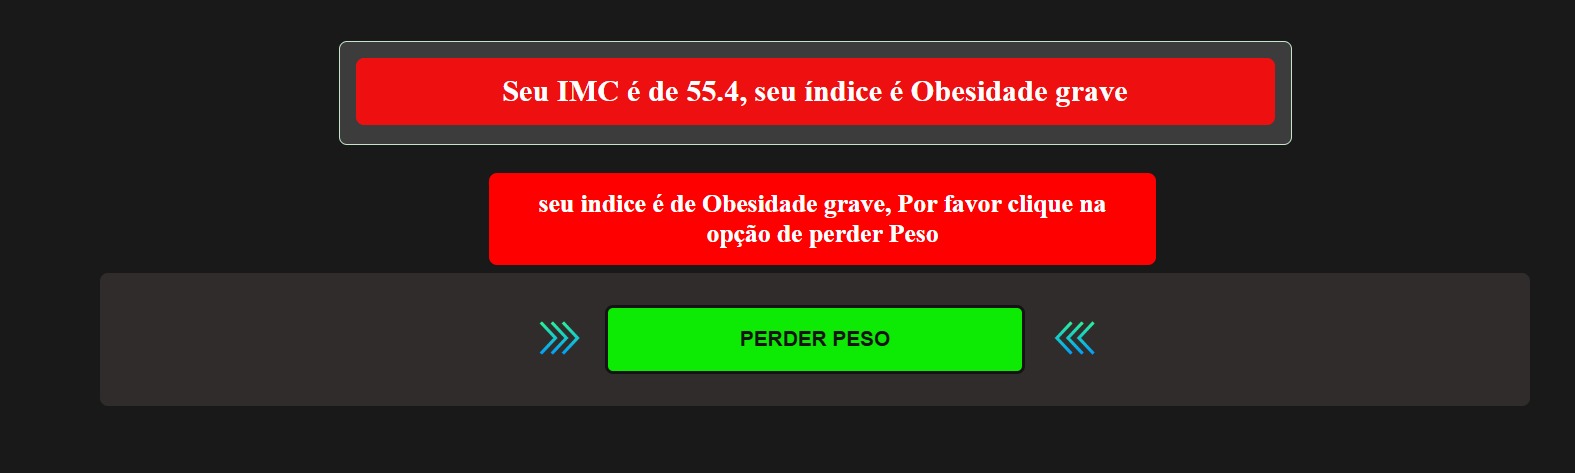 Seu IMC é de 55.4, seu índice é Obesidade grave
seu indice é de Obesidade grave, Por favor clique na
opção de perder Peso
PERDER PESO